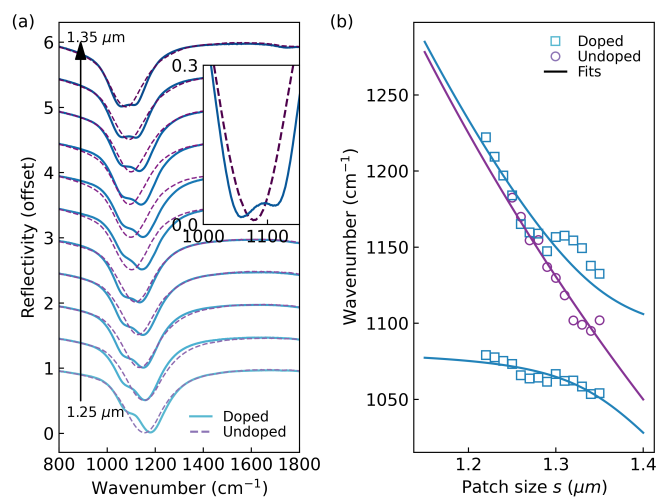 (a)
Reflectivity (offset)
6
5
4
3
2
1
0
1.35 μm
1.25 μm
0.3
0.0
1000
1100
Doped
Undoped
800
1000
1200
1400
1600
1800
Wavenumber (cm⁻¹)
(b)
Wavenumber (cm⁻¹)
1250
1200
1150
1100
1050
Doped
Undoped
Fits
1.2
1.3
1.4
Patch size s (μm)